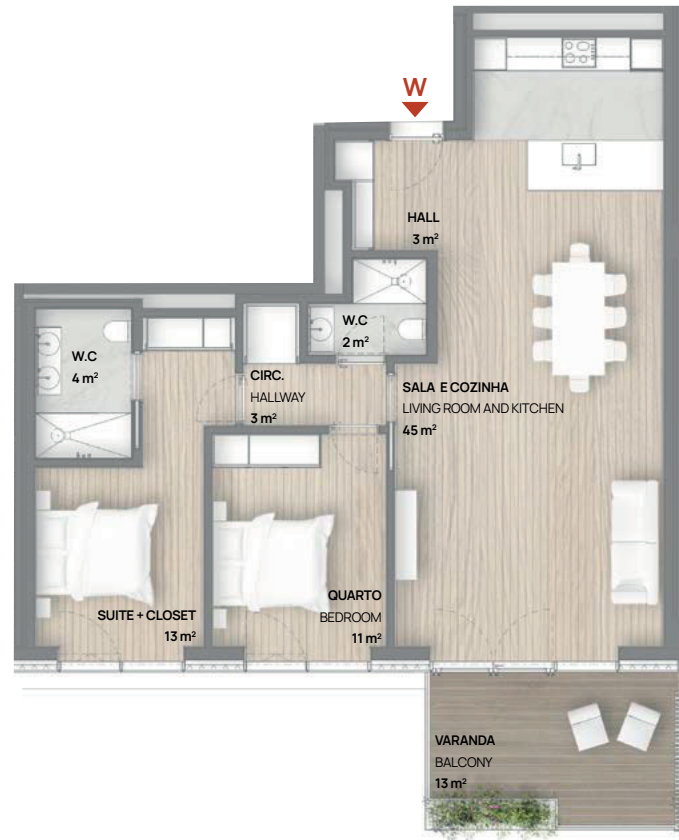 W
HALL
3 m²
W.C
2 m²
W.C
4 m²
CIRC.
HALLWAY
3 m²
SALA E COZINHA
LIVING ROOM AND KITCHEN
45 m²
SUITE + CLOSET
13 m²
QUARTO
BEDROOM
11 m²
VARANDA
BALCONY
13 m²